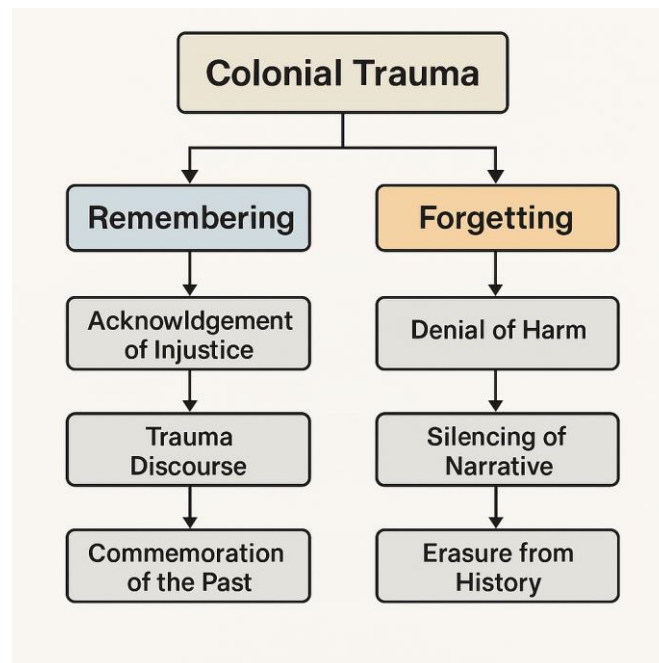 Colonial Trauma
Remembering
Forgetting
Acknowldgement
of Injustice
Denial of Harm
Trauma
Discourse
Silencing of
Narrative
Commemoration
of the Past
Erasure from
History